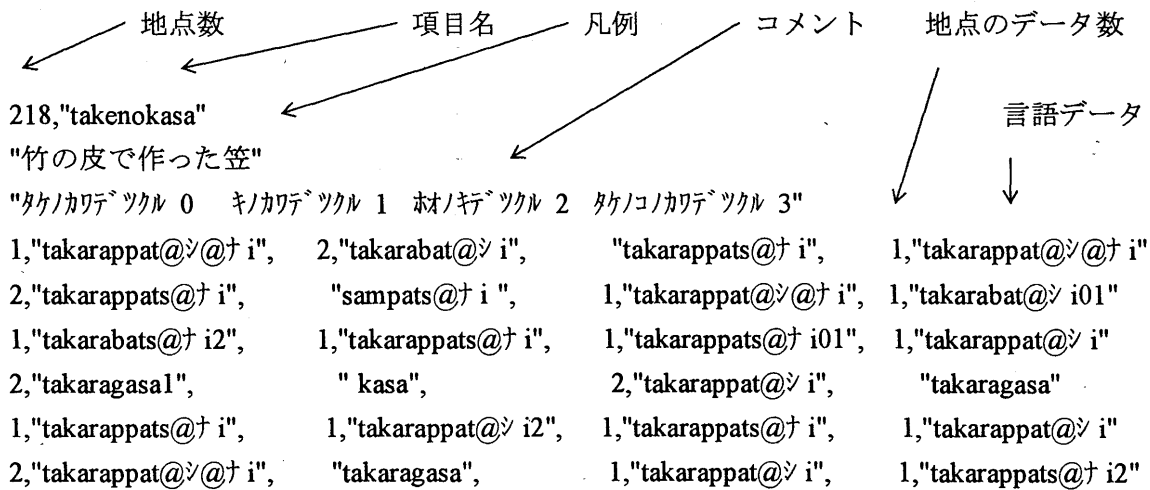 地点数 項目名 凡例 コメント 地点のデータ数
218,"takenokasa"
言語データ
"竹の皮で作った笠"
"ﾀｹﾉｶﾜﾃﾞﾂｸﾙ 0 ｷﾉｶﾜﾃﾞﾂｸﾙ 1 ﾎｵﾉｷﾃﾞﾂｸﾙ 2 ﾀｹﾉｺﾉｶﾜﾃﾞﾂｸﾙ 3"
1,"takarappat@ｼ@ﾅ i", 2,"takarabat@ｼ i", "takarappats@ﾅ i", 1,"takarappat@ｼ@ﾅ i"
2,"takarappats@ﾅ i", "sampats@ﾅ i ", 1,"takarappat@ｼ@ﾅ i", 1,"takarabat@ｼ i01"
1,"takarabats@ﾅ i2", 1,"takarappats@ﾅ i", 1,"takarappats@ﾅ i01", 1,"takarappat@ｼ i"
2,"takaragasa1", " kasa", 2,"takarappat@ｼ i", "takaragasa"
1,"takarappats@ﾅ i", 1,"takarappat@ｼ i2", 1,"takarappats@ﾅ i", 1,"takarappat@ｼ i"
2,"takarappat@ｼ@ﾅ i", "takaragasa", 1,"takarappat@ｼ i", 1,"takarappats@ﾅ i2"